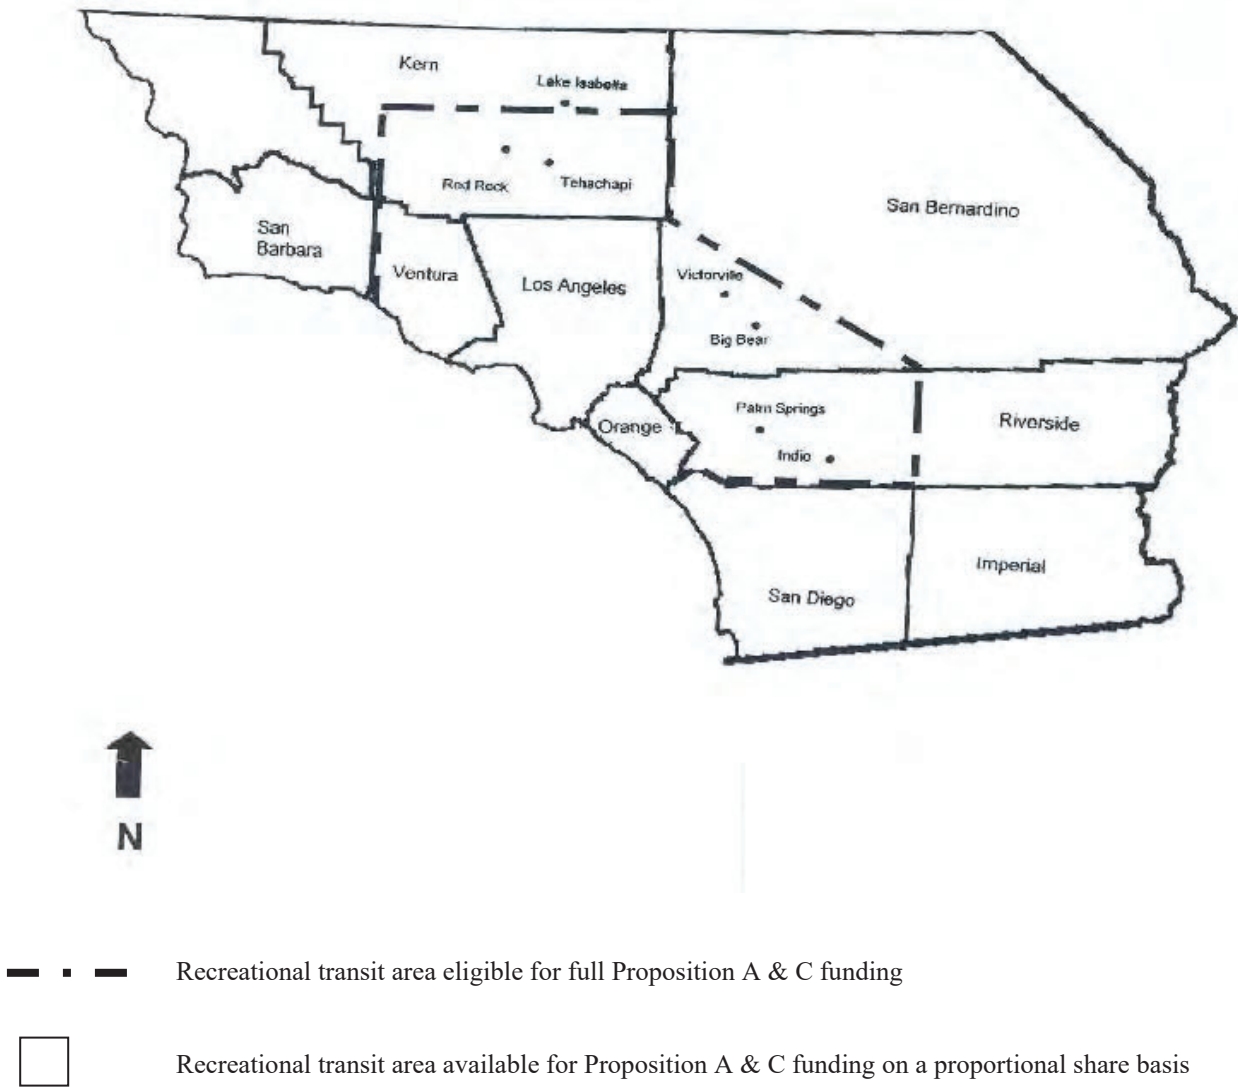 Kern
Lake Isabella
Red Rock
Tehachapi
San Bernardino
San
Barbara
Ventura
Los Angeles
Victorville
Big Bear
Palm Springs
Orange
Riverside
Indio
Imperial
San Diego
N
Recreational transit area eligible for full Proposition A & C funding
Recreational transit area available for Proposition A & C funding on a proportional share basis